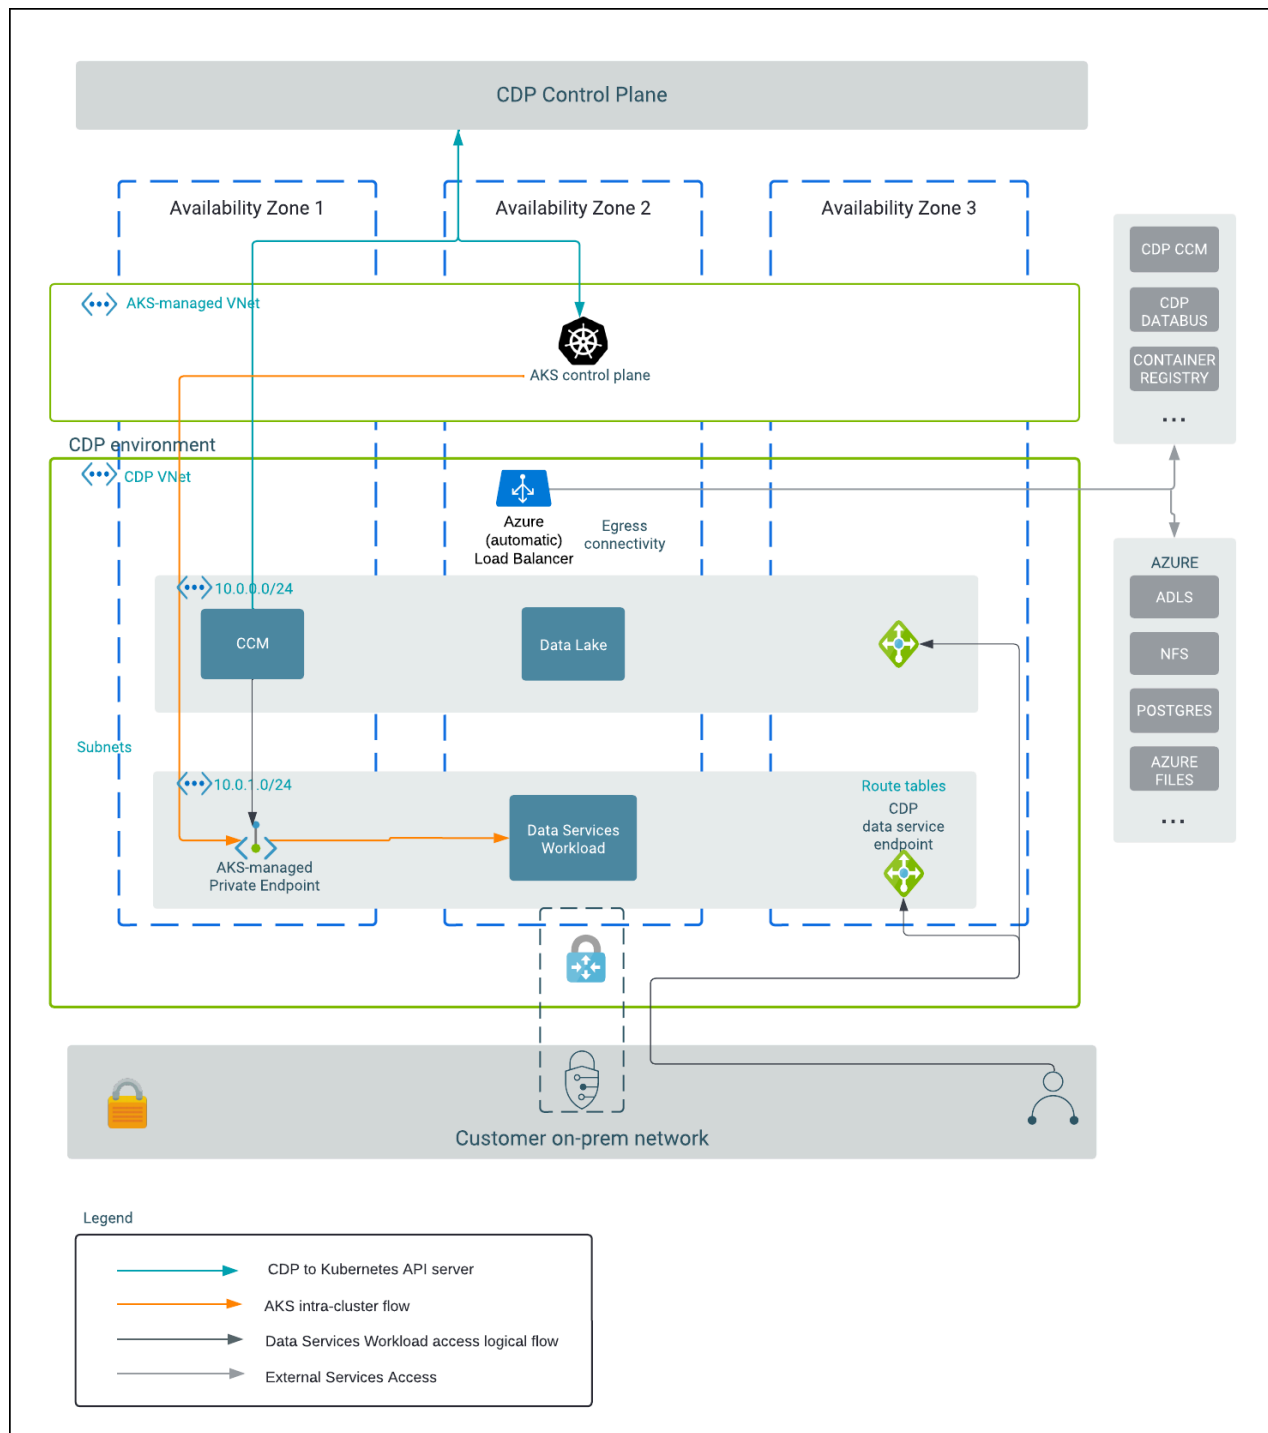 CDP Control Plane
Availability Zone 1
Availability Zone 2
Availability Zone 3
CDP CCM
CDP
DATABUS
CONTAINER
REGISTRY
...
AKS-managed VNet
AKS control plane
CDP environment
CDP VNet
Azure
(automatic)
Load Balancer
Egress
connectivity
AZURE
ADLS
NFS
POSTGRES
AZURE
FILES
...
10.0.0.0/24
CCM
Data Lake
Subnets
10.0.1.0/24
Route tables
CDP
data service
endpoint
Data Services
Workload
AKS-managed
Private Endpoint
Customer on-prem network
Legend
CDP to Kubernetes API server
AKS intra-cluster flow
Data Services Workload access logical flow
External Services Access